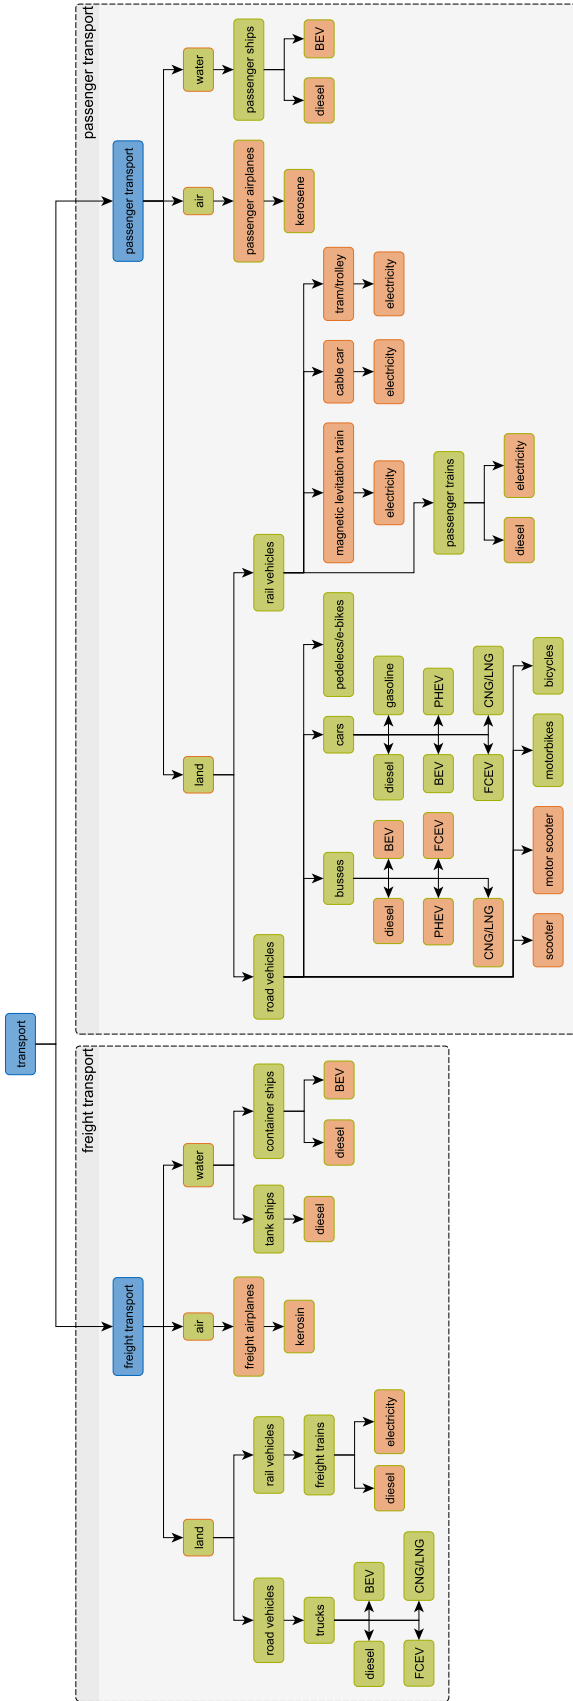 transport
freight transport
freight transport
land
air
water
road vehicles
rail vehicles
freight airplanes
tank ships
container ships
trucks
freight trains
kerosin
diesel
diesel
BEV
diesel
BEV
diesel
electricity
FCEV
CNG/LNG
passenger transport
passenger transport
land
air
water
road vehicles
rail vehicles
passenger airplanes
passenger ships
kerosene
diesel
BEV
busses
cars
pedelecs/e-bikes
magnetic levitation train
cable car
tram/trolley
diesel
BEV
diesel
gasoline
electricity
electricity
electricity
PHEV
FCEV
BEV
PHEV
passenger trains
CNG/LNG
FCEV
CNG/LNG
diesel
electricity
scooter
motor scooter
motorbikes
bicycles